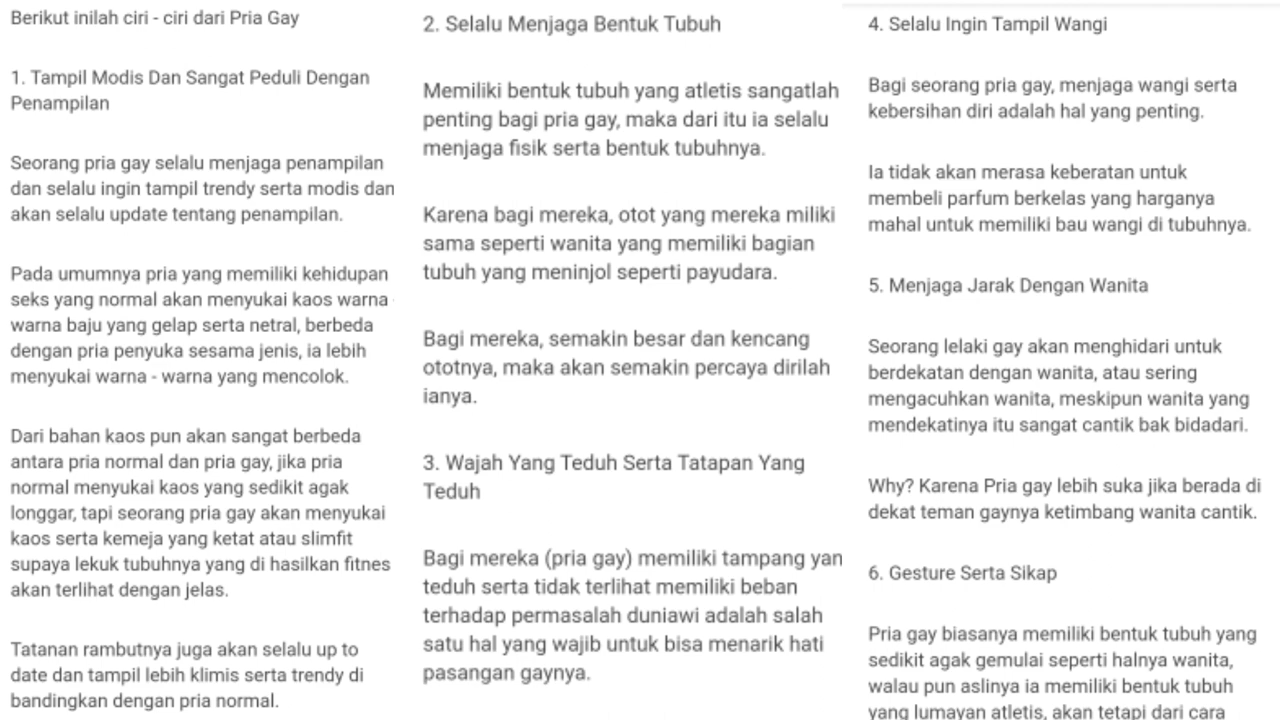 Berikut inilah ciri - ciri dari Pria Gay
1. Tampil Modis Dan Sangat Peduli Dengan
Penampilan
Seorang pria gay selalu menjaga penampilan
dan selalu ingin tampil trendy serta modis dan
akan selalu update tentang penampilan.
Pada umumnya pria yang memiliki kehidupan
seks yang normal akan menyukai kaos warna -
warna baju yang gelap serta netral, berbeda
dengan pria penyuka sesama jenis, ia lebih
menyukai warna - warna yang mencolok.
Dari bahan kaos pun akan sangat berbeda
antara pria normal dan pria gay, jika pria
normal menyukai kaos yang sedikit agak
longgar, tapi seorang pria gay akan menyukai
kaos serta kemeja yang ketat atau slimfit
supaya lekuk tubuhnya yang di hasilkan fitnes
akan terlihat dengan jelas.
Tatanan rambutnya juga akan selalu up to
date dan tampil lebih klimis serta trendy di
bandingkan dengan pria normal.
2. Selalu Menjaga Bentuk Tubuh
Memiliki bentuk tubuh yang atletis sangatlah
penting bagi pria gay, maka dari itu ia selalu
menjaga fisik serta bentuk tubuhnya.
Karena bagi mereka, otot yang mereka miliki
sama seperti wanita yang memiliki bagian
tubuh yang meninjol seperti payudara.
Bagi mereka, semakin besar dan kencang
ototnya, maka akan semakin percaya dirilah
ianya.
3. Wajah Yang Teduh Serta Tatapan Yang
Teduh
Bagi mereka (pria gay) memiliki tampang yan
teduh serta tidak terlihat memiliki beban
terhadap permasalah duniawi adalah salah
satu hal yang wajib untuk bisa menarik hati
pasangan gaynya.
4. Selalu Ingin Tampil Wangi
Bagi seorang pria gay, menjaga wangi serta
kebersihan diri adalah hal yang penting.
Ia tidak akan merasa keberatan untuk
membeli parfum berkelas yang harganya
mahal untuk memiliki bau wangi di tubuhnya.
5. Menjaga Jarak Dengan Wanita
Seorang lelaki gay akan menghidari untuk
berdekatan dengan wanita, atau sering
mengacuhkan wanita, meskipun wanita yang
mendekatinya itu sangat cantik bak bidadari.
Why? Karena Pria gay lebih suka jika berada di
dekat teman gaynya ketimbang wanita cantik.
6. Gesture Serta Sikap
Pria gay biasanya memiliki bentuk tubuh yang
sedikit agak gemulai seperti halnya wanita,
walau pun aslinya ia memiliki bentuk tubuh
yang lumayan atletis, akan tetapi dari cara